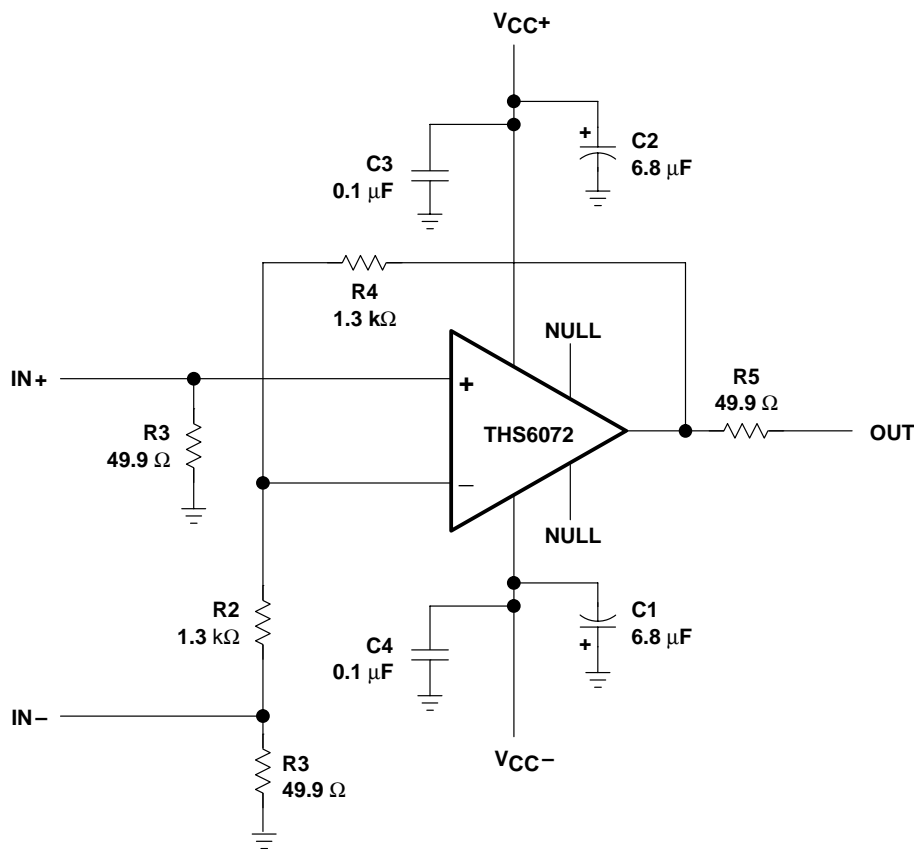 VCC+
C3
0.1 µF
C2
6.8 µF
+
R4
1.3 kΩ
NULL
IN+
+
R5
49.9 Ω
R3
49.9 Ω
THS6072
OUT
−
NULL
R2
1.3 kΩ
C4
0.1 µF
C1
6.8 µF
+
IN−
VCC−
R3
49.9 Ω